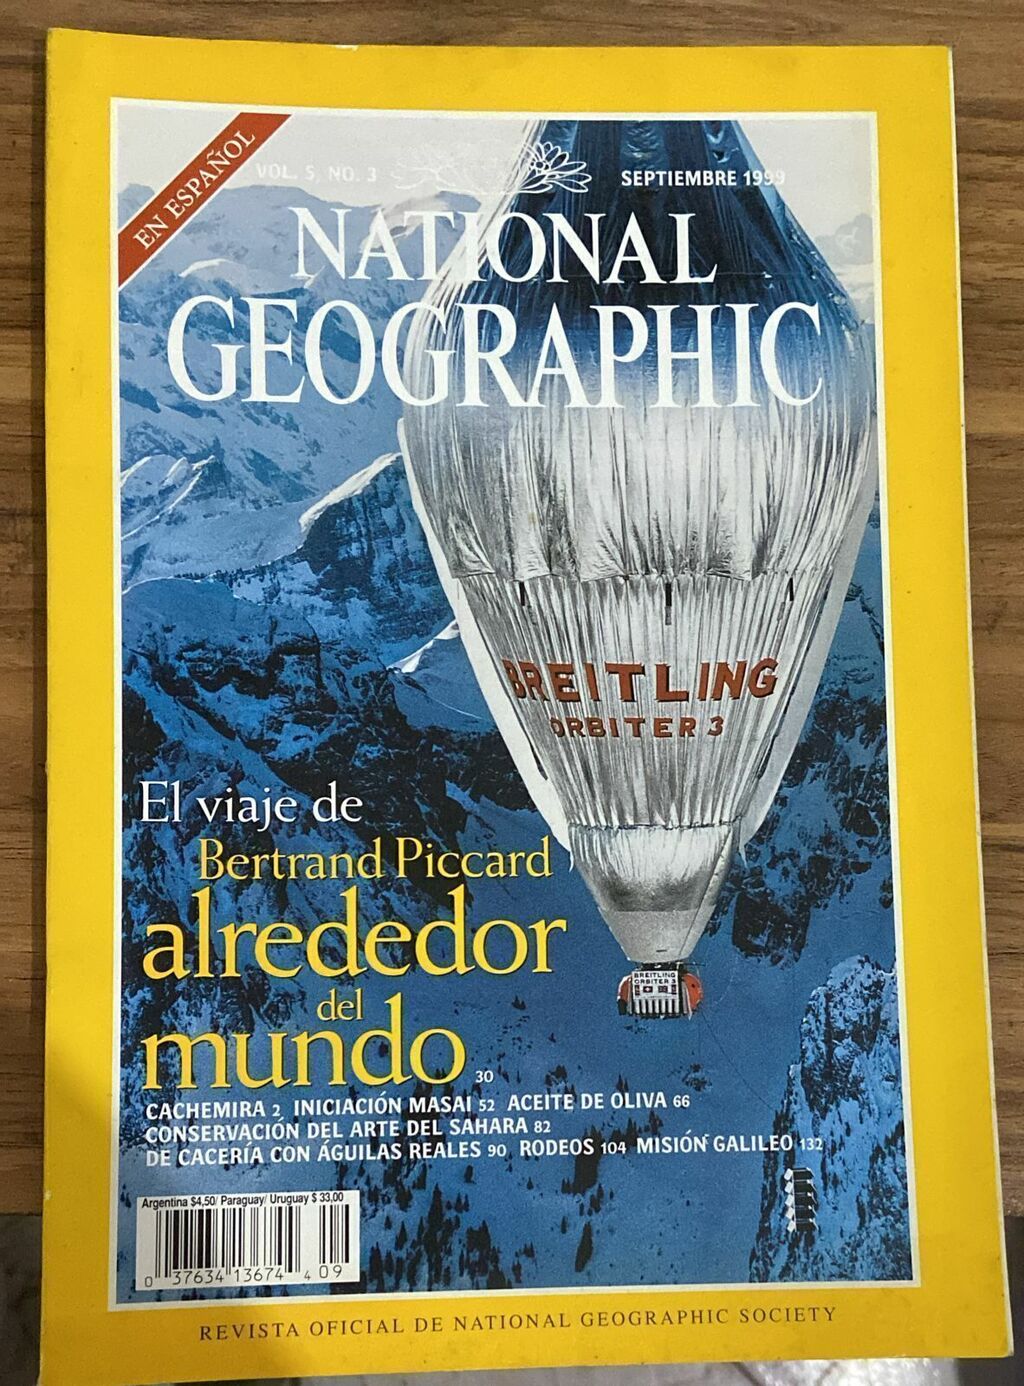 EN ESPAÑOL
VOL. 5, NO. 3
SEPTIEMBRE 1999
NATIONAL
GEOGRAPHIC
BREITLING
ORBITER 3
El viaje de
Bertrand Piccard
alrededor
del
mundo 30
BREITLING
ORBITER 3
CACHEMIRA 2 INICIACIÓN MASAI 52 ACEITE DE OLIVA 66
CONSERVACIÓN DEL ARTE DEL SAHARA 82
DE CACERÍA CON ÁGUILAS REALES 90 RODEOS 104 MISIÓN GALILEO 132
Argentina $4,50/ Paraguay/ Uruguay $ 33,00
0 37634 13674 4 09
REVISTA OFICIAL DE NATIONAL GEOGRAPHIC SOCIETY